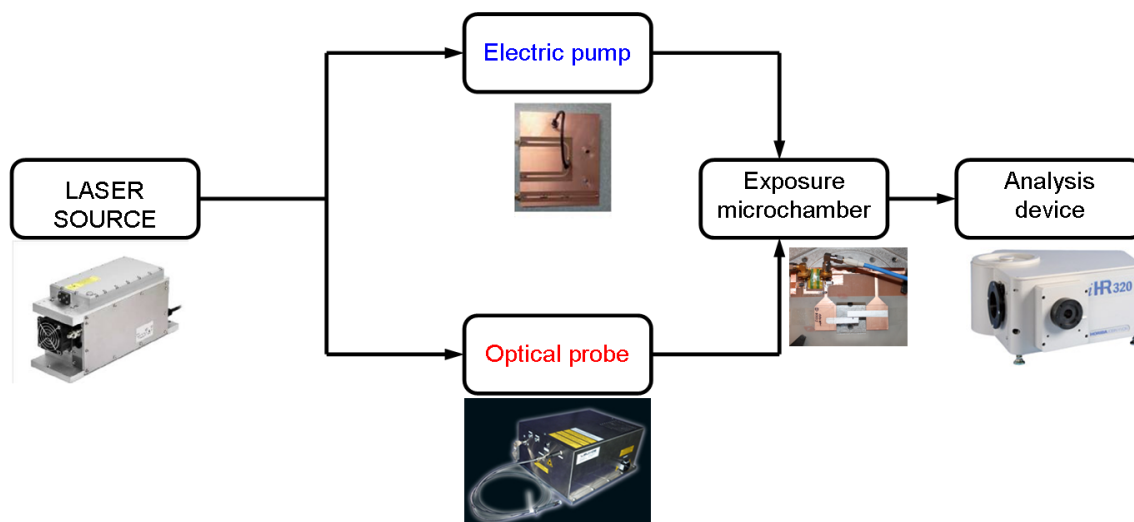 Electric pump
LASER
SOURCE
Exposure
microchamber
Analysis
device
iHR320
Optical probe